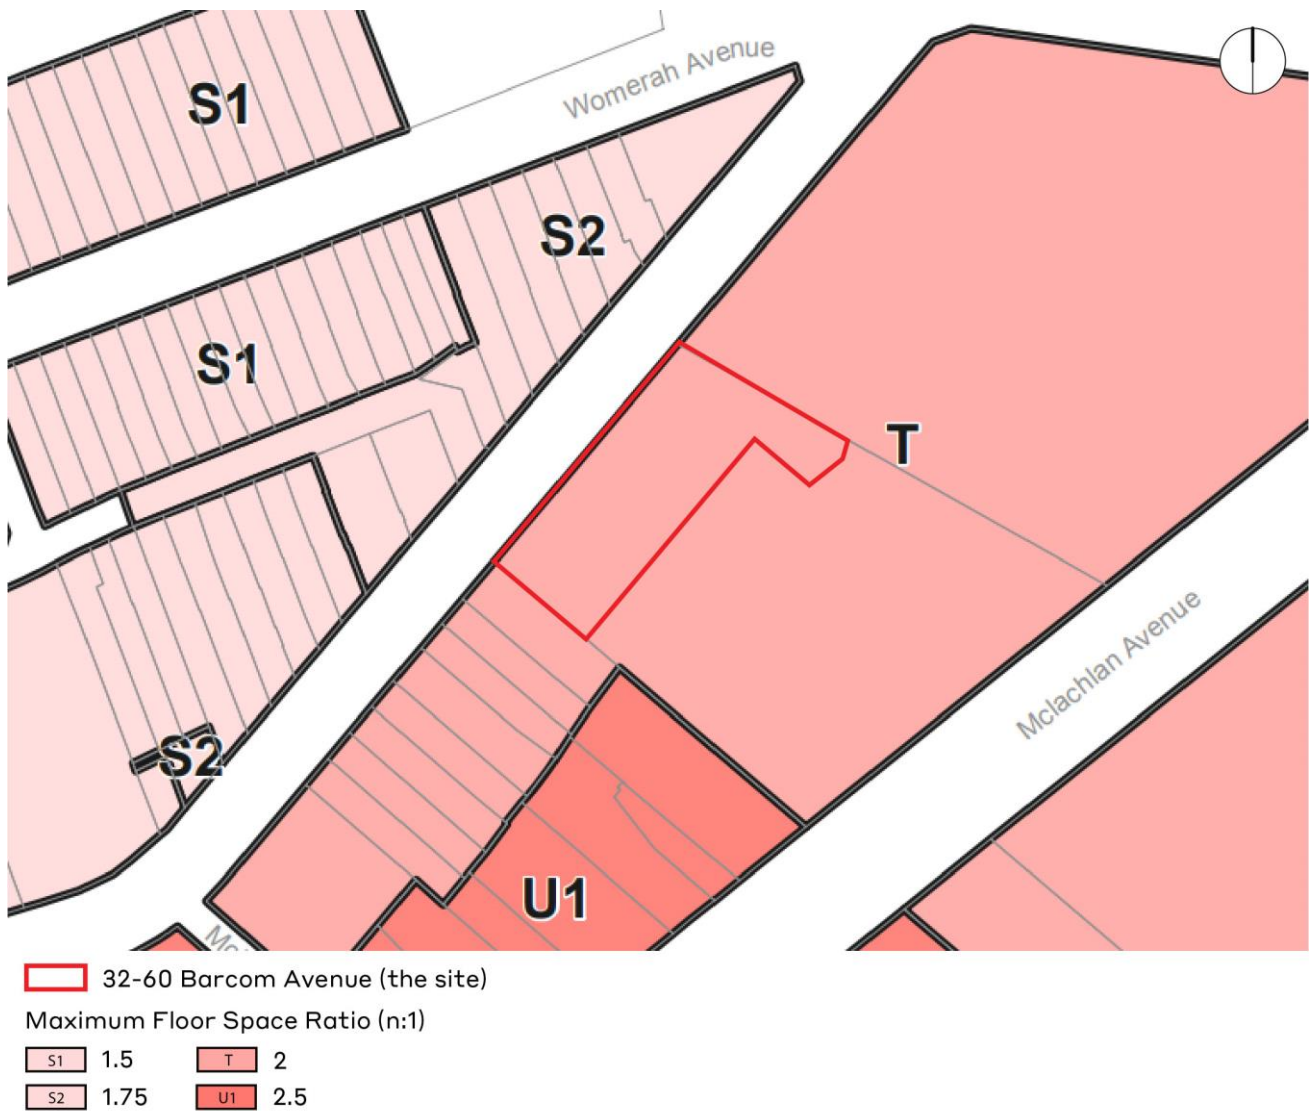 S1
Womerah Avenue
S2
S1
T
Mclachlan Avenue
S2
U1
32-60 Barcom Avenue (the site)
Maximum Floor Space Ratio (n:1)
S1 1.5 T 2
S2 1.75 U1 2.5